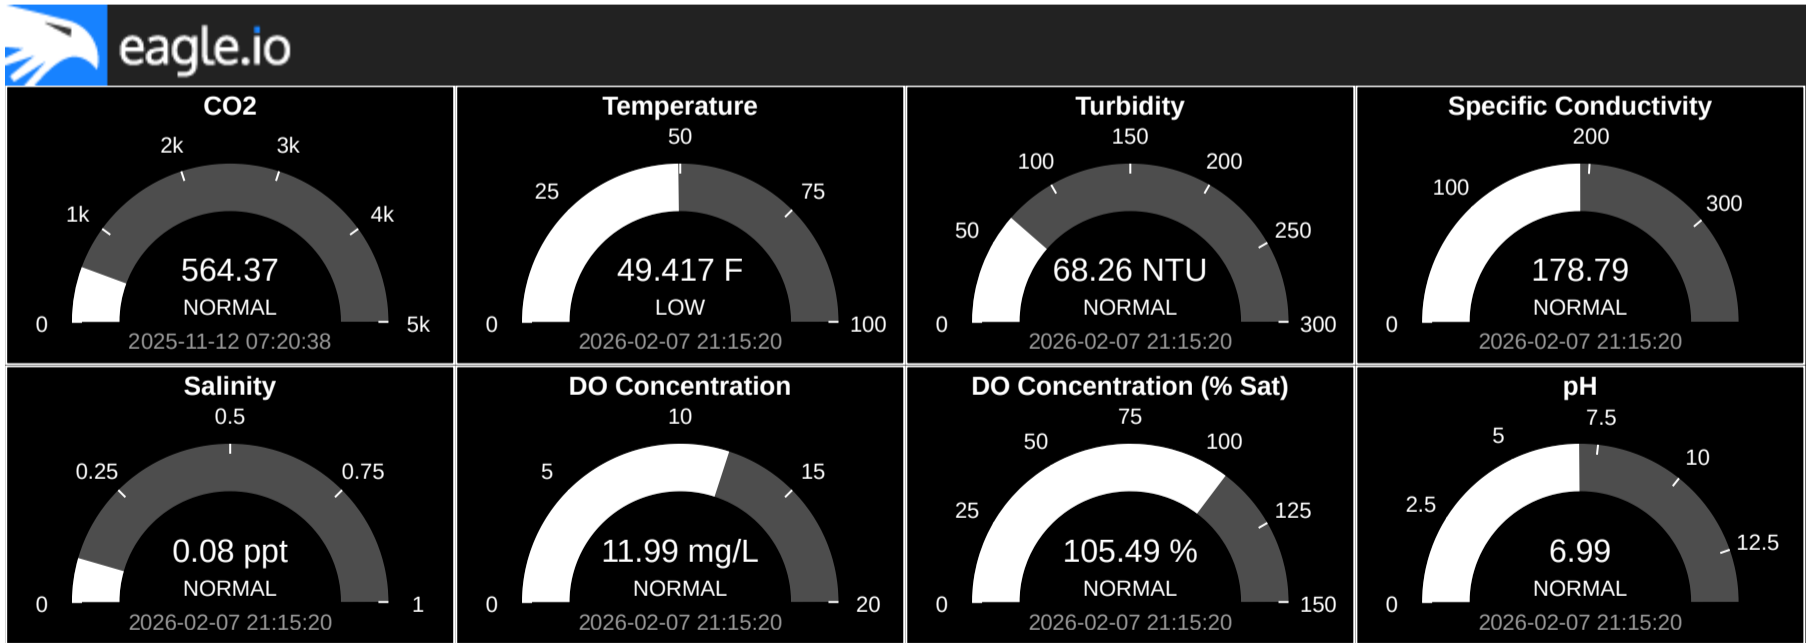 eagle.io
CO2
0
1k
2k
3k
4k
5k
564.37
NORMAL
2025-11-12 07:20:38
Temperature
0
25
50
75
100
49.417 F
LOW
2026-02-07 21:15:20
Turbidity
0
50
100
150
200
250
300
68.26 NTU
NORMAL
2026-02-07 21:15:20
Specific Conductivity
0
100
200
300
178.79
NORMAL
2026-02-07 21:15:20
Salinity
0
0.25
0.5
0.75
1
0.08 ppt
NORMAL
2026-02-07 21:15:20
DO Concentration
0
5
10
15
20
11.99 mg/L
NORMAL
2026-02-07 21:15:20
DO Concentration (% Sat)
0
25
50
75
100
125
150
105.49 %
NORMAL
2026-02-07 21:15:20
pH
0
2.5
5
7.5
10
12.5
6.99
NORMAL
2026-02-07 21:15:20